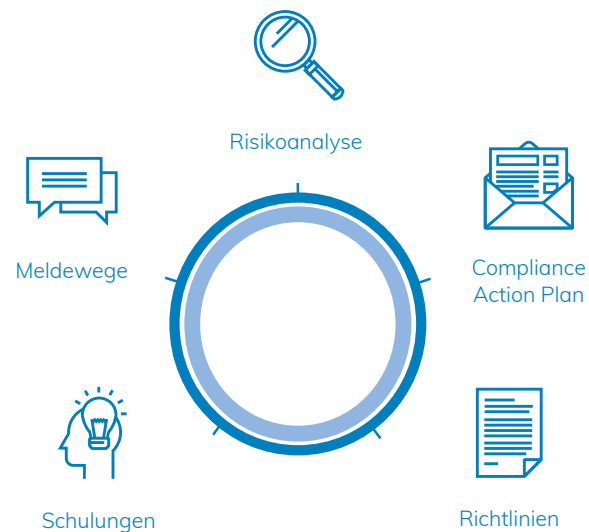 Risikoanalyse
Compliance
Action Plan
Richtlinien
Schulungen
Meldewege